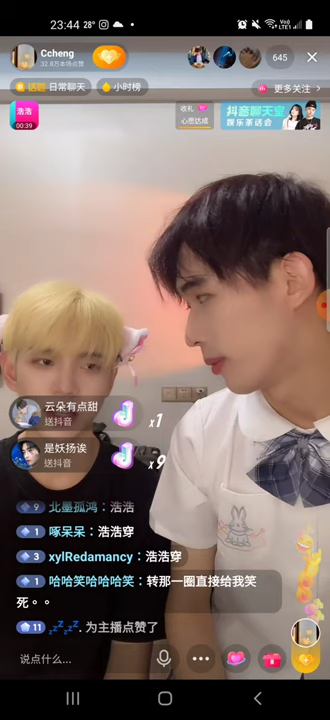 23:44 28°
Vo))
LTE1
Ccheng
32.8万本场点赞
645
话题 日常聊天
小时榜
更多关注
浩浩
00:39
收礼
心愿达成
抖音聊天室
娱乐茶话会
云朵有点甜
送抖音
x1
是妖扬诶
送抖音
x9
9 北墨孤鸿：浩浩
1 啄呆呆：浩浩穿
3 xylRedamancy：浩浩穿
1 哈哈笑哈哈哈笑：转那一圈直接给我笑
死。。
11 zzZ. 为主播点赞了
说点什么...